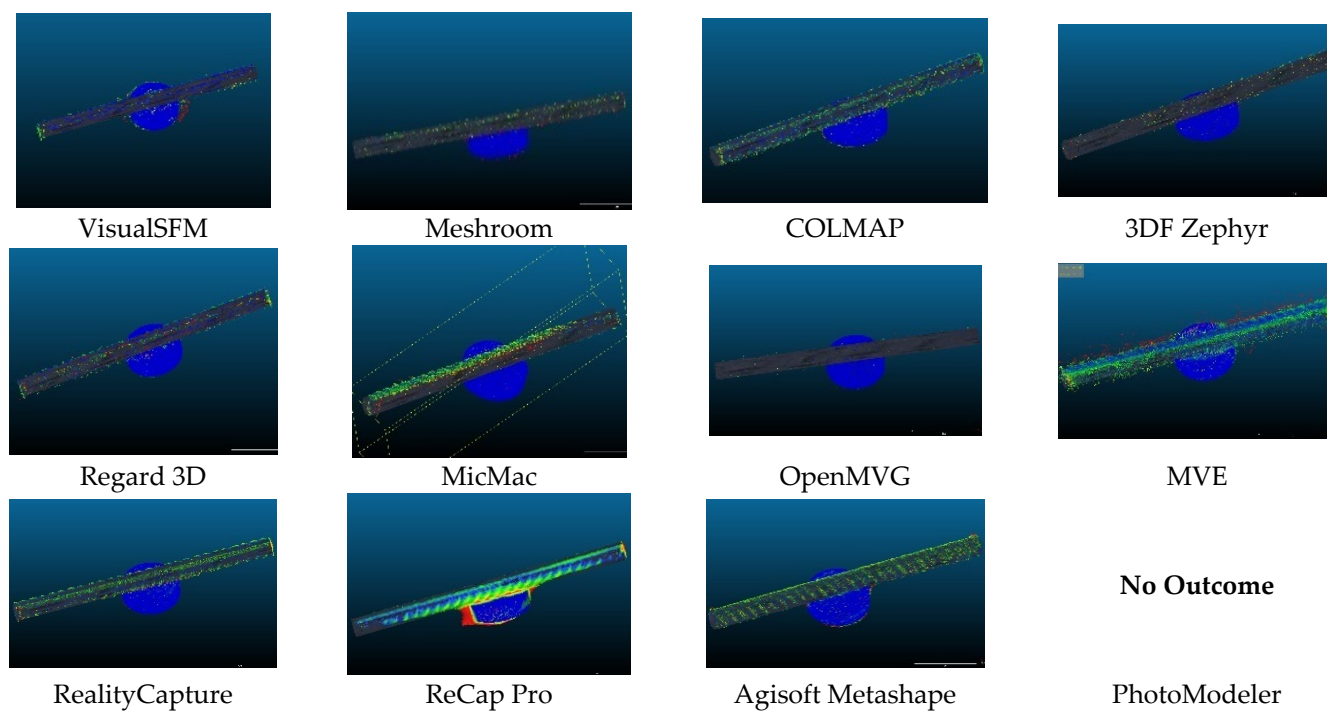 VisualSFM
Meshroom
COLMAP
3DF Zephyr
Regard 3D
MicMac
OpenMVG
MVE
No Outcome
RealityCapture
ReCap Pro
Agisoft Metashape
PhotoModeler